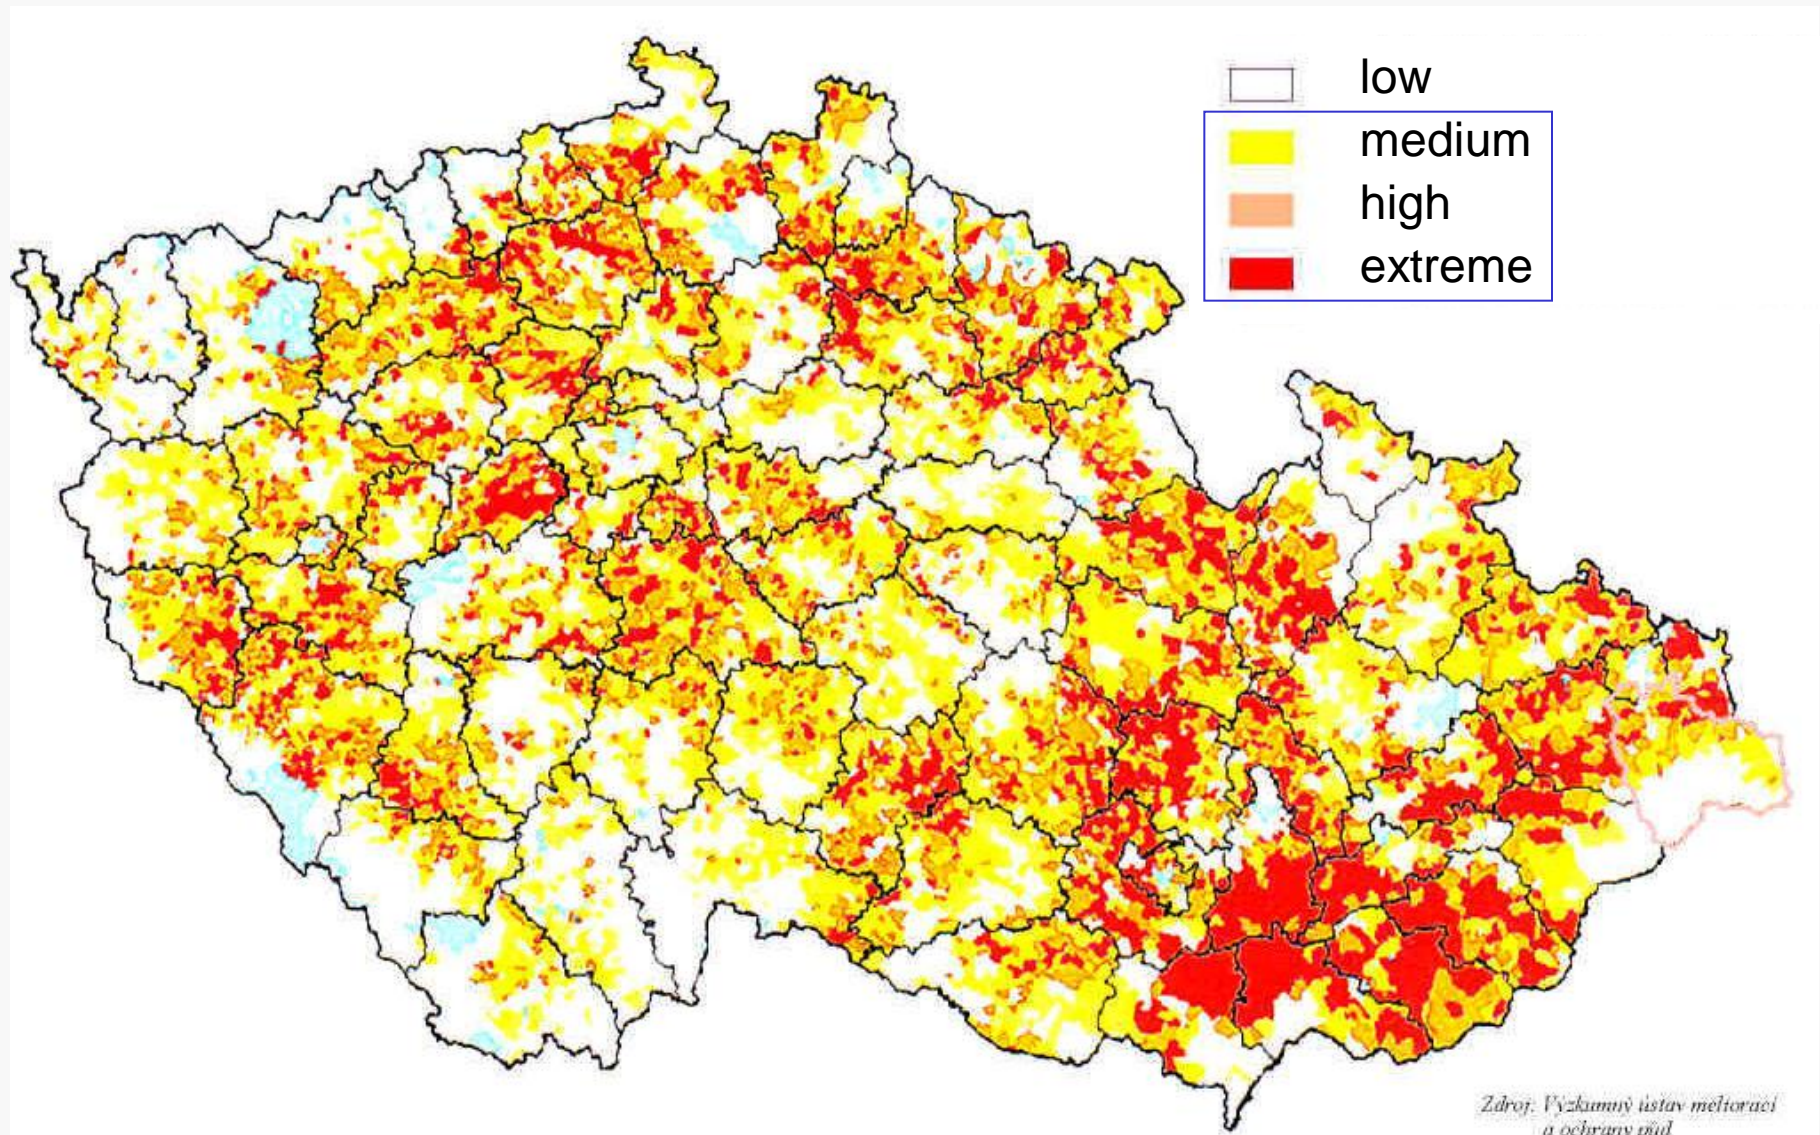 low
medium
high
extreme
Zdroj: Výzkumný ústav meliorací
a ochrany půd